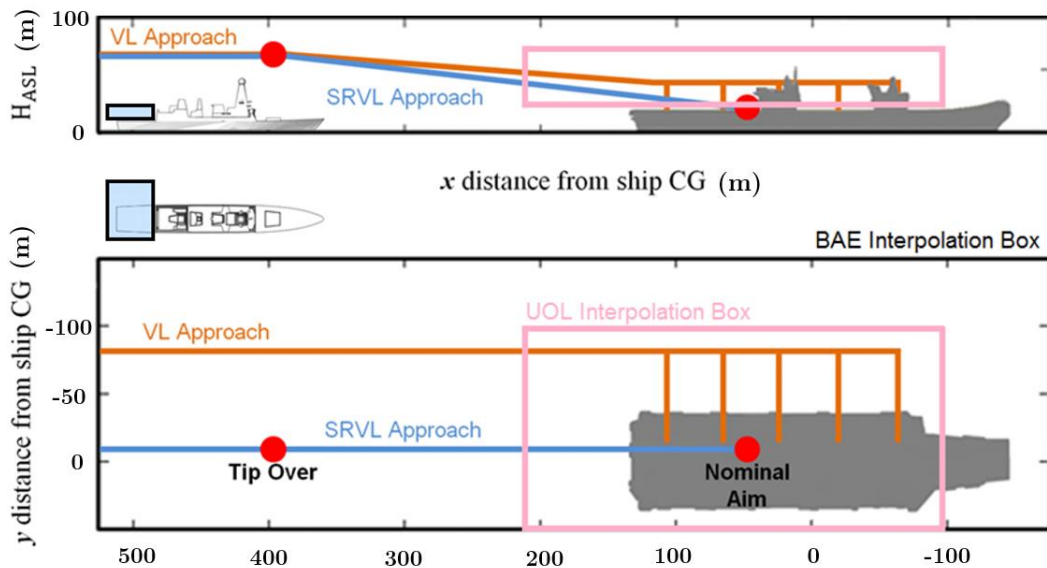 100
H_ASL (m)
VL Approach
SRVL Approach
0
x distance from ship CG (m)
BAE Interpolation Box
y distance from ship CG (m)
UOL Interpolation Box
-100
VL Approach
-50
SRVL Approach
0
Tip Over
Nominal
Aim
500 400 300 200 100 0 -100